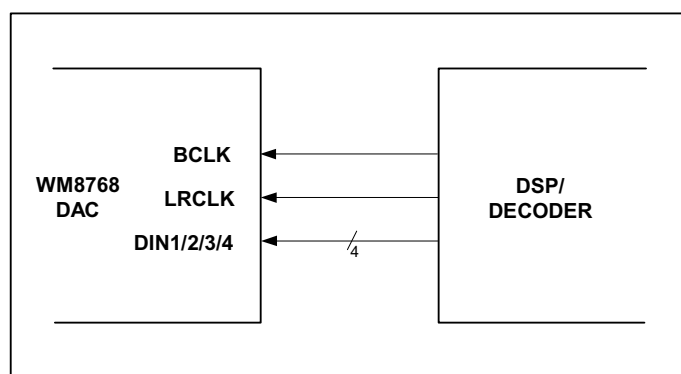 BCLK
WM8768
DAC
LRCLK
DIN1/2/3/4
4
DSP/
DECODER